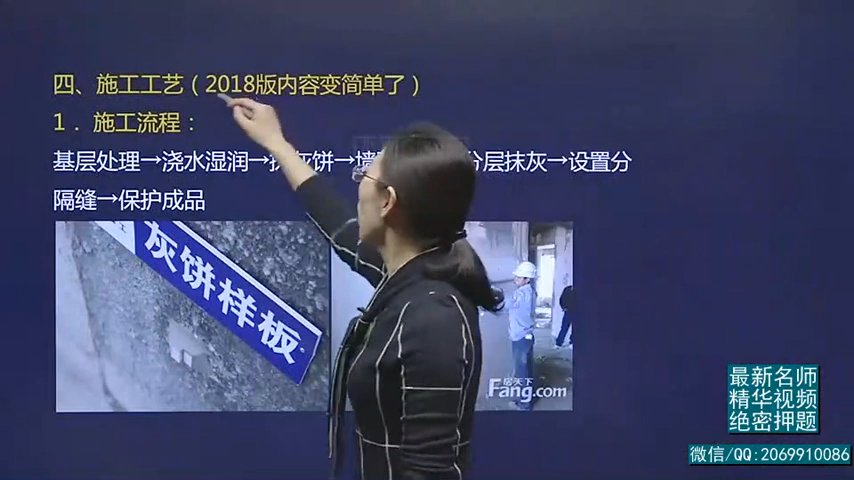 四、施工工艺（2018版内容变简单了）
1． 施工流程：
基层处理→浇水湿润→ 灰饼→墙 分层抹灰→设置分
隔缝→保护成品
灰饼样板
房天下
Fang.com
最新名师
精华视频
绝密押题
微信/QQ:2069910086